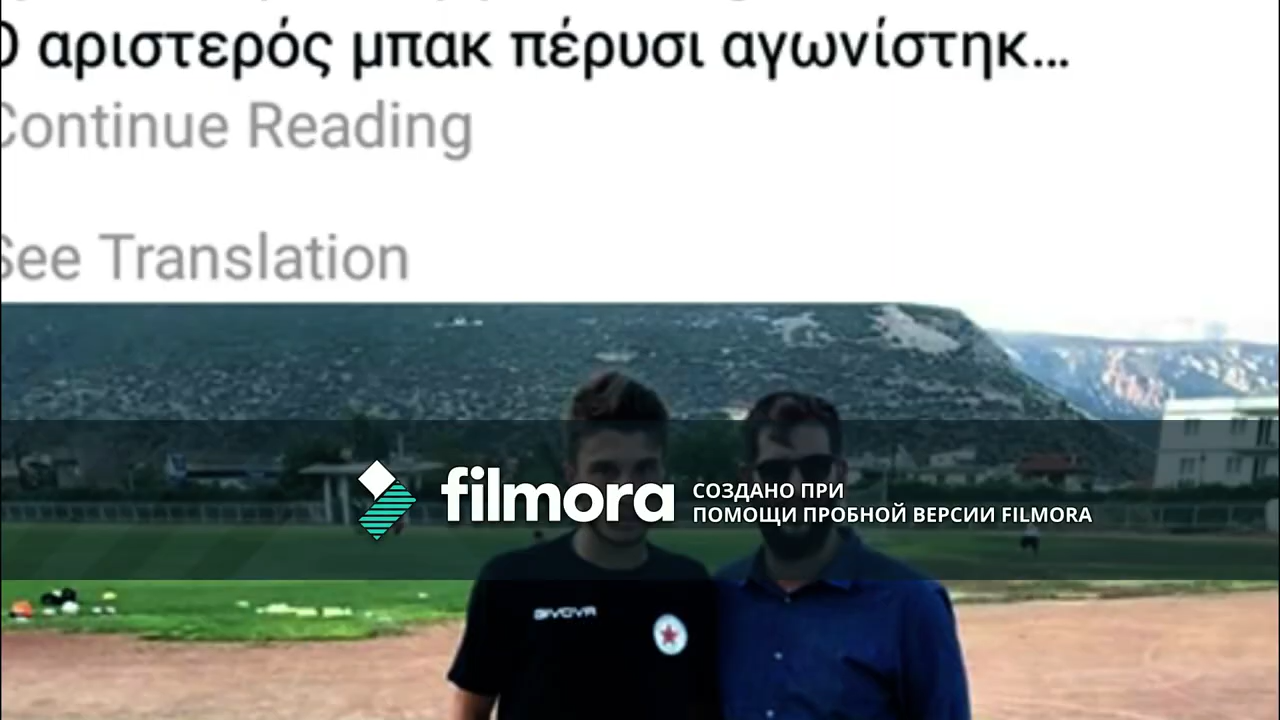 Ο αριστερός μπακ πέρυσι αγωνίστηκ...
Continue Reading
See Translation
filmora
СОЗДАНО ПРИ
ПОМОЩИ ПРОБНОЙ ВЕРСИИ FILMORA
GIVOVA